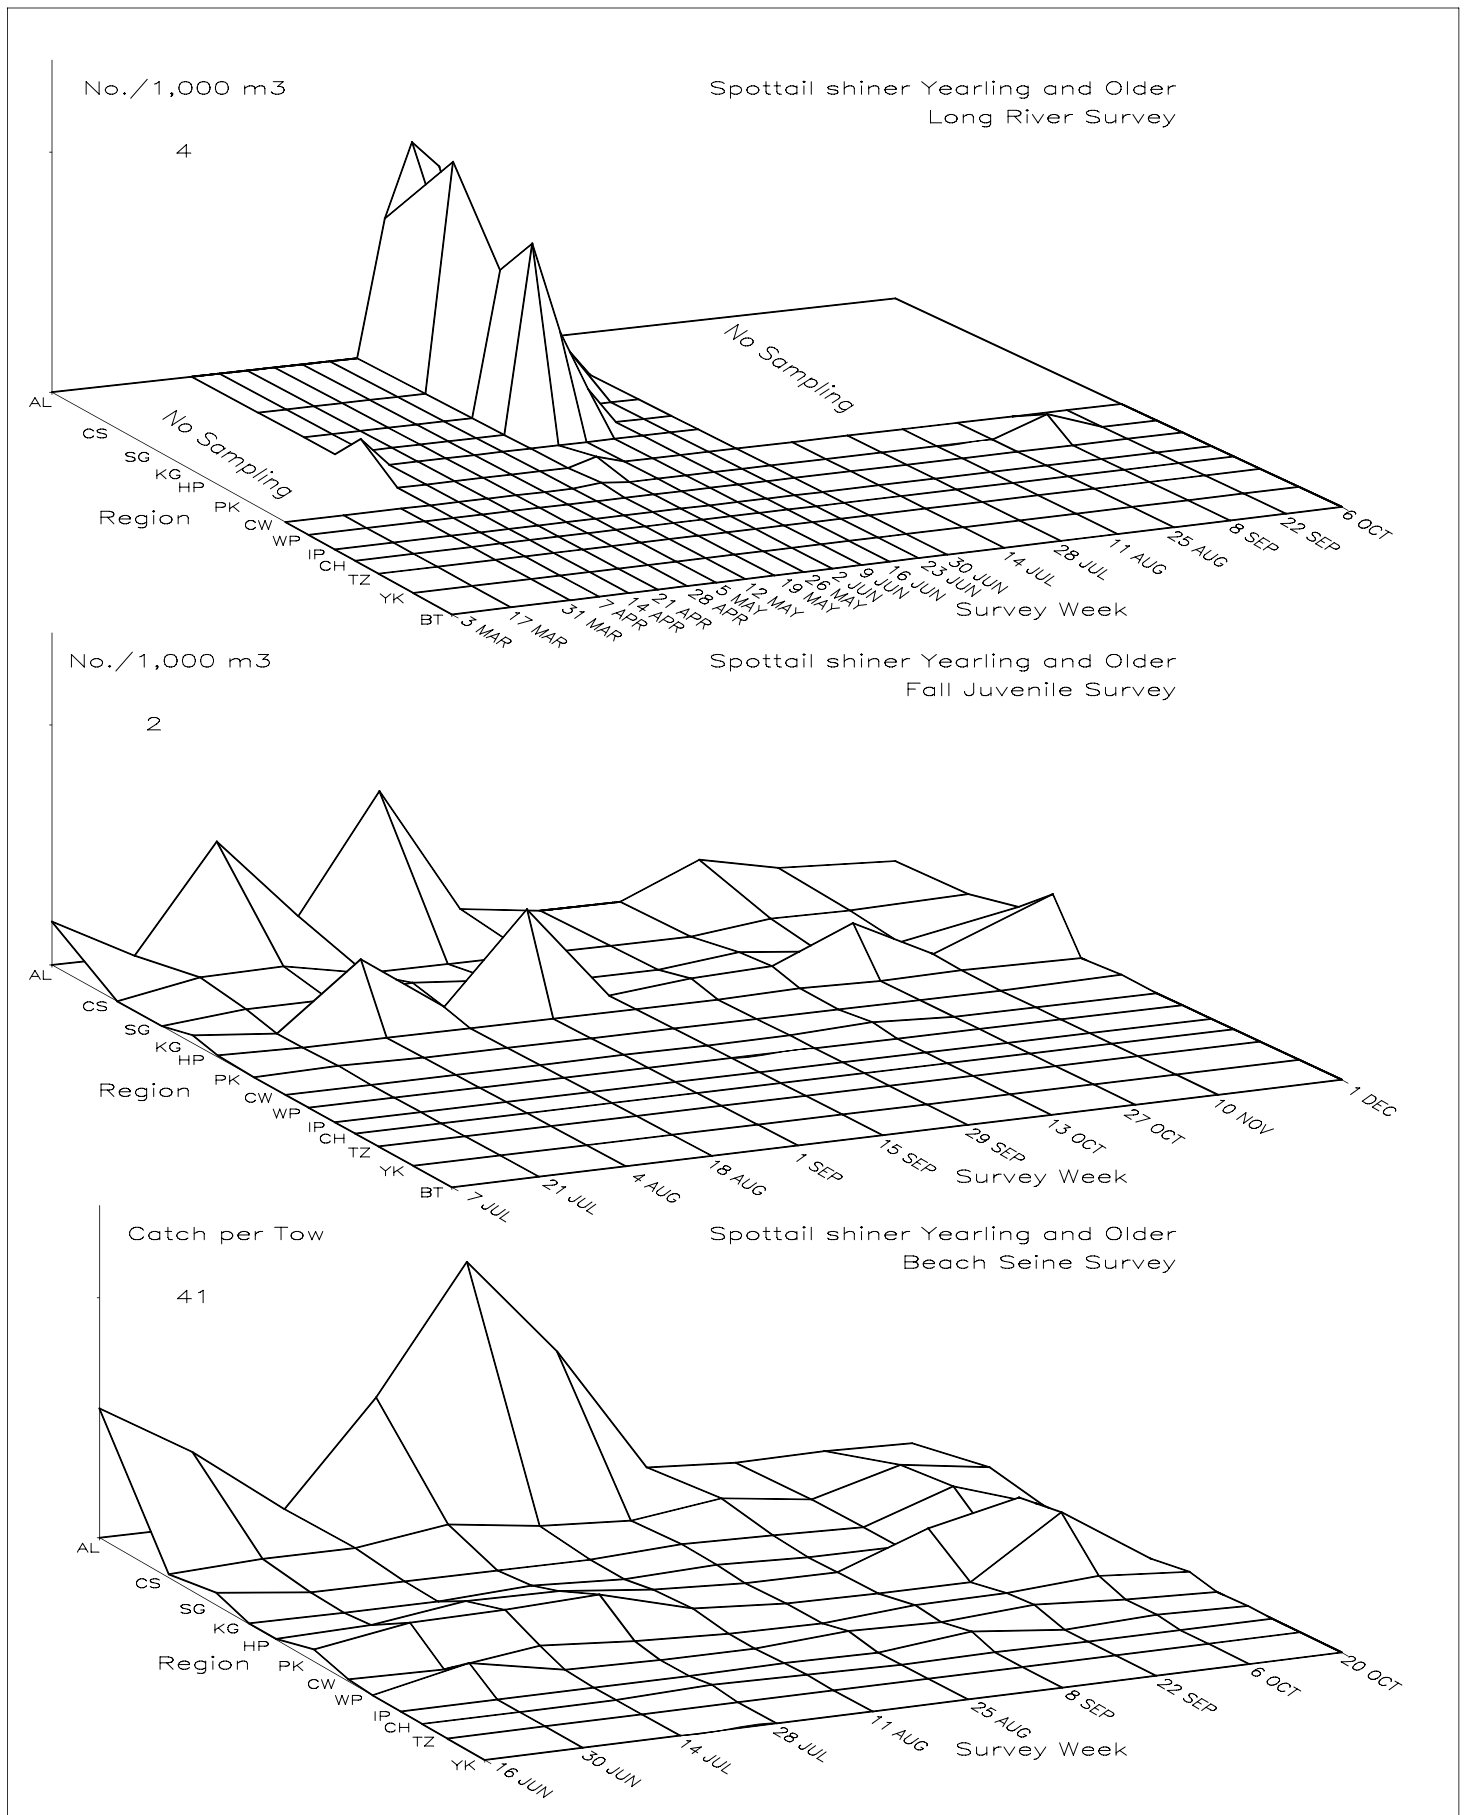 No./1,000 m3
Spottail shiner Yearling and Older
Long River Survey
4
No Sampling
No Sampling
AL
CS
SG
KG
HP
PK
CW
WP
IP
CH
TZ
YK
BT
Region
3 MAR
17 MAR
31 MAR
7 APR
14 APR
21 APR
28 APR
5 MAY
12 MAY
19 MAY
26 MAY
2 JUN
9 JUN
16 JUN
23 JUN
30 JUN
14 JUL
28 JUL
11 AUG
25 AUG
8 SEP
22 SEP
6 OCT
Survey Week
No./1,000 m3
Spottail shiner Yearling and Older
Fall Juvenile Survey
2
AL
CS
SG
KG
HP
PK
CW
WP
IP
CH
TZ
YK
BT
Region
7 JUL
21 JUL
4 AUG
18 AUG
1 SEP
15 SEP
29 SEP
13 OCT
27 OCT
10 NOV
1 DEC
Survey Week
Catch per Tow
Spottail shiner Yearling and Older
Beach Seine Survey
41
AL
CS
SG
KG
HP
PK
CW
WP
IP
CH
TZ
YK
Region
16 JUN
30 JUN
14 JUL
28 JUL
11 AUG
25 AUG
8 SEP
22 SEP
6 OCT
20 OCT
Survey Week